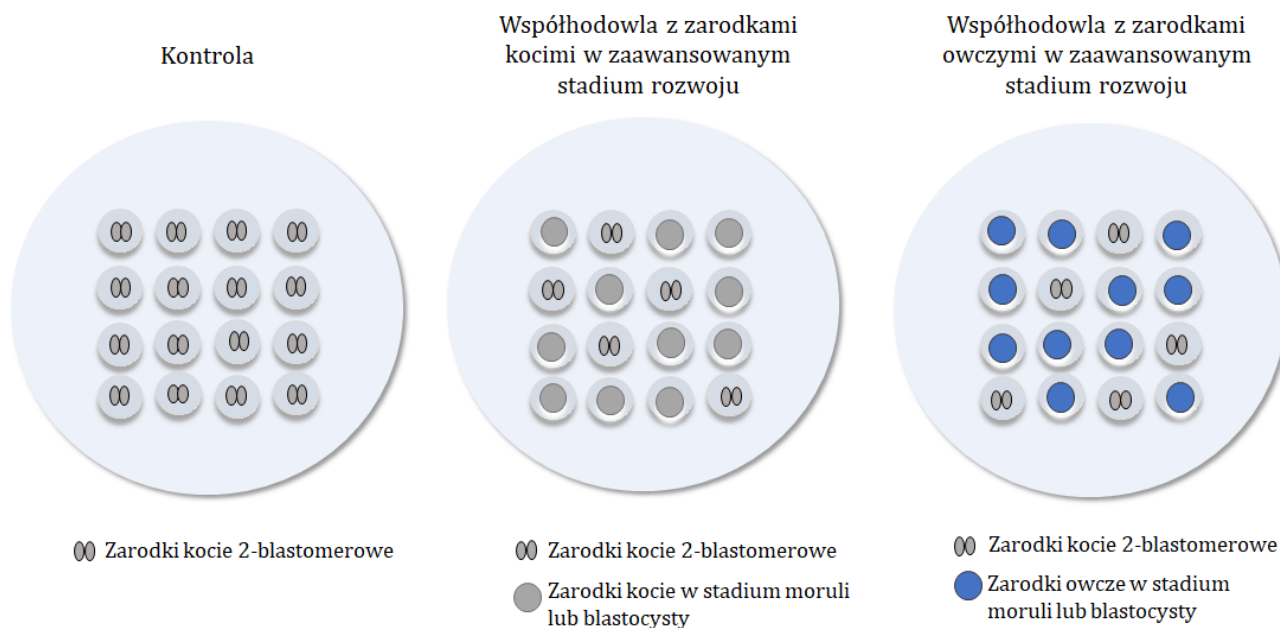 Kontrola
Współhodowla z zarodkami
kocimi w zaawansowanym
stadium rozwoju
Współhodowla z zarodkami
owczymi w zaawansowanym
stadium rozwoju
Zarodki kocie 2-blastomerowe
Zarodki kocie 2-blastomerowe
Zarodki kocie w stadium moruli
lub blastocysty
Zarodki kocie 2-blastomerowe
Zarodki owcze w stadium
moruli lub blastocysty